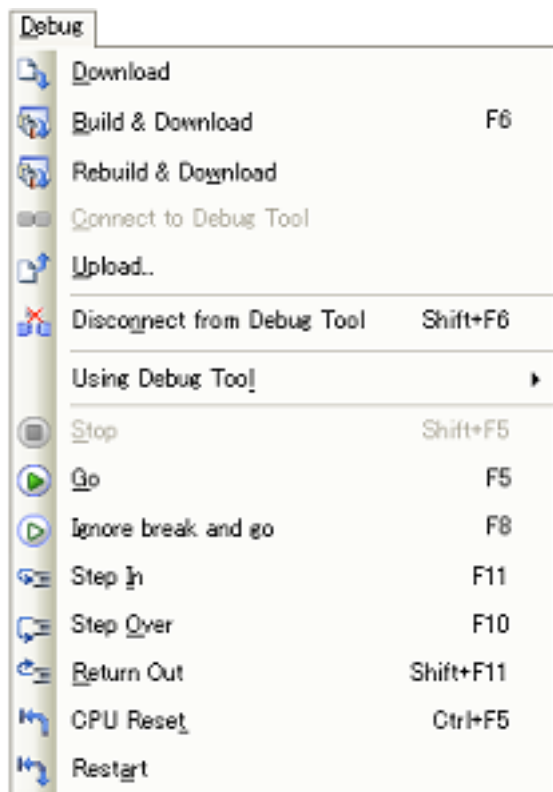 Debug
Download
Build & Download F6
Rebuild & Download
Connect to Debug Tool
Upload..
Disconnect from Debug Tool Shift+F6
Using Debug Tool
Stop Shift+F5
Go F5
Ignore break and go F8
Step In F11
Step Over F10
Return Out Shift+F11
CPU Reset Ctrl+F5
Restart